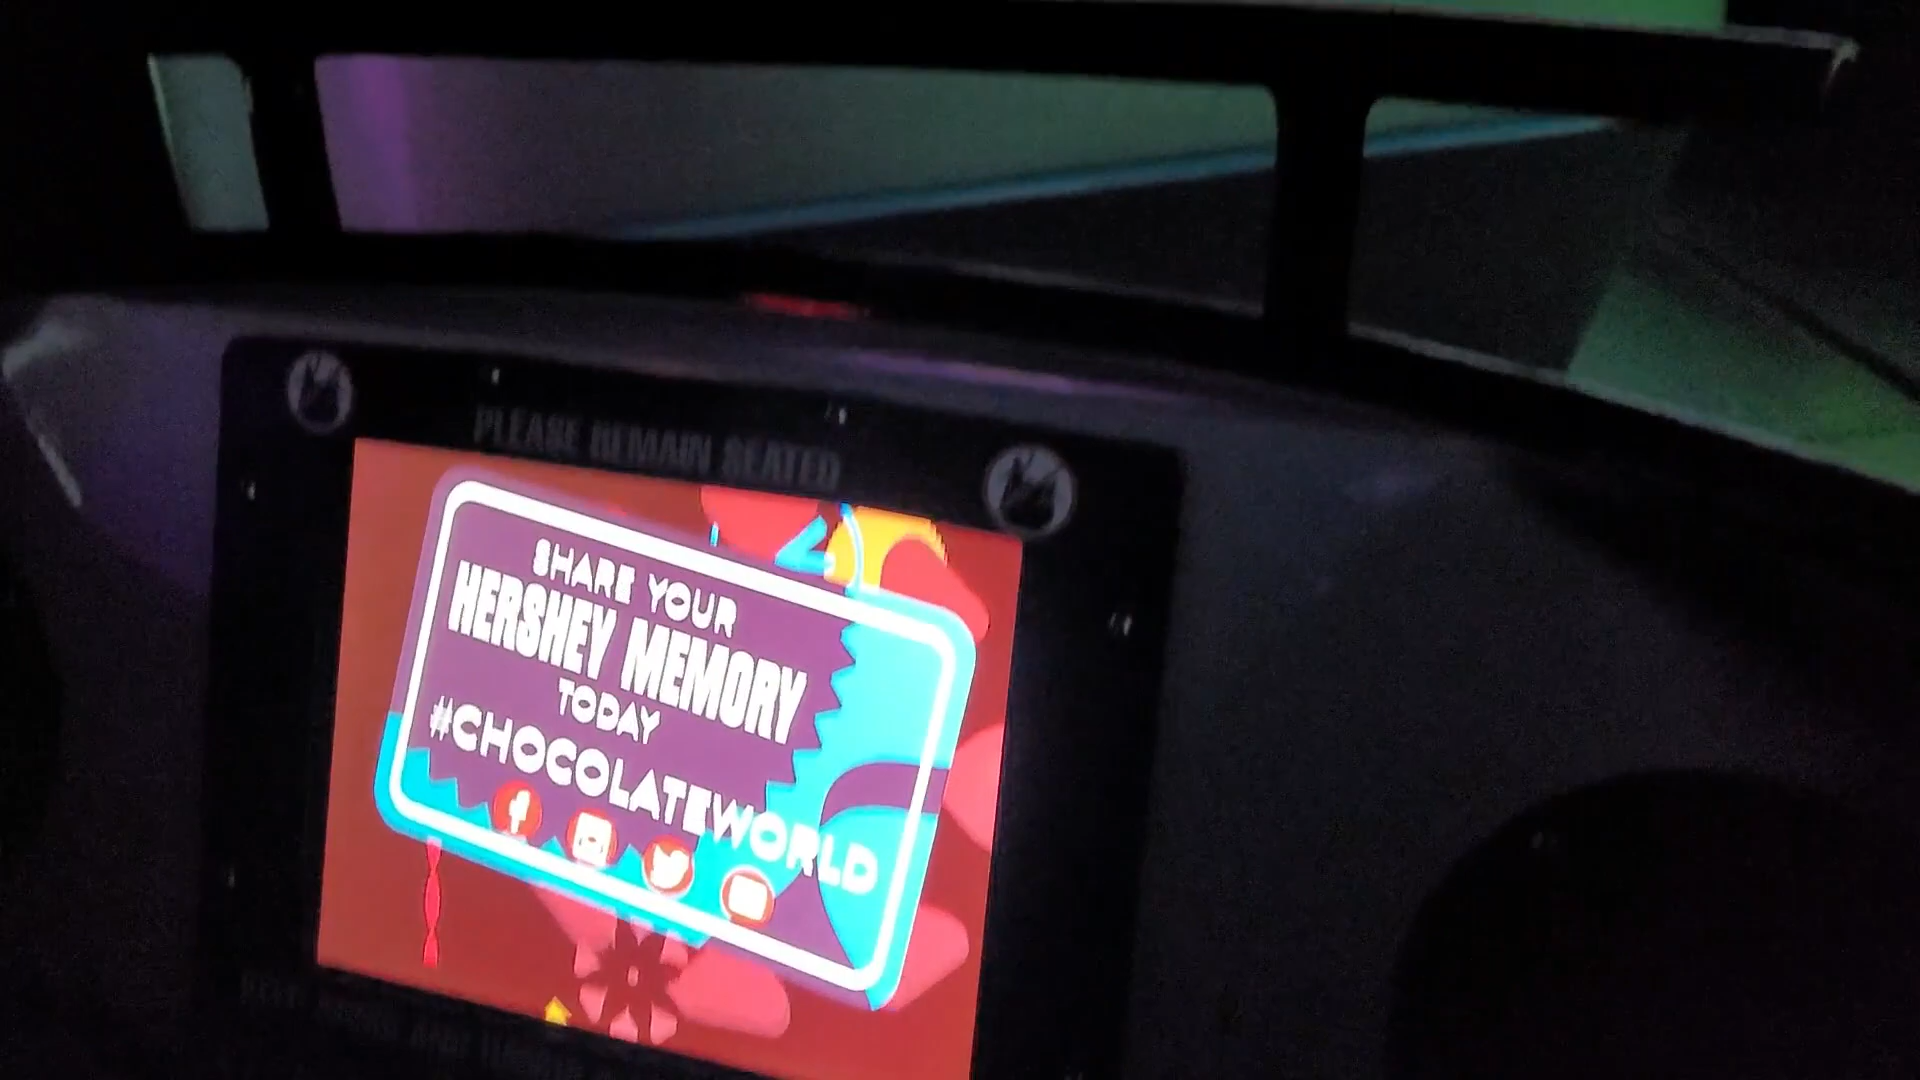 PLEASE REMAIN SEATED
SHARE YOUR
HERSHEY MEMORY
TODAY
#CHOCOLATEWORLD